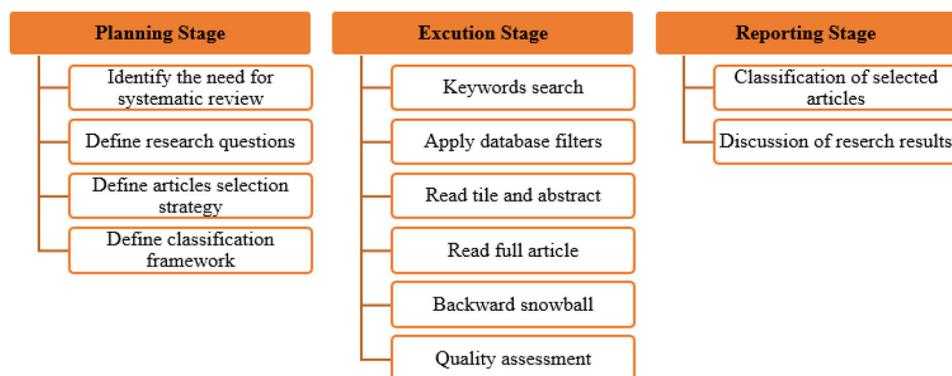 Planning Stage
Identify the need for
systematic review
Define research questions
Define articles selection
strategy
Define classification
framework
Excution Stage
Keywords search
Apply database filters
Read tile and abstract
Read full article
Backward snowball
Quality assessment
Reporting Stage
Classification of selected
articles
Discussion of reserch results